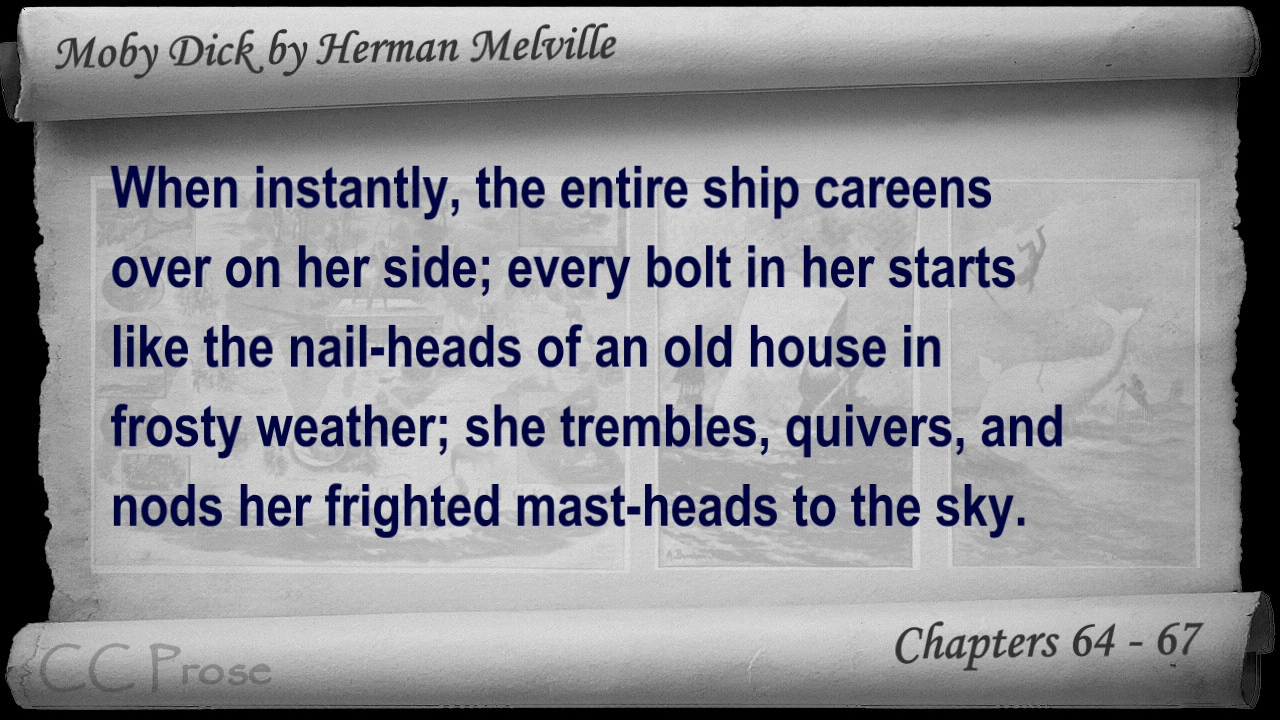 Moby Dick by Herman Melville
When instantly, the entire ship careens
over on her side; every bolt in her starts
like the nail-heads of an old house in
frosty weather; she trembles, quivers, and
nods her frighted mast-heads to the sky.
Chapters 64 - 67
CC Prose